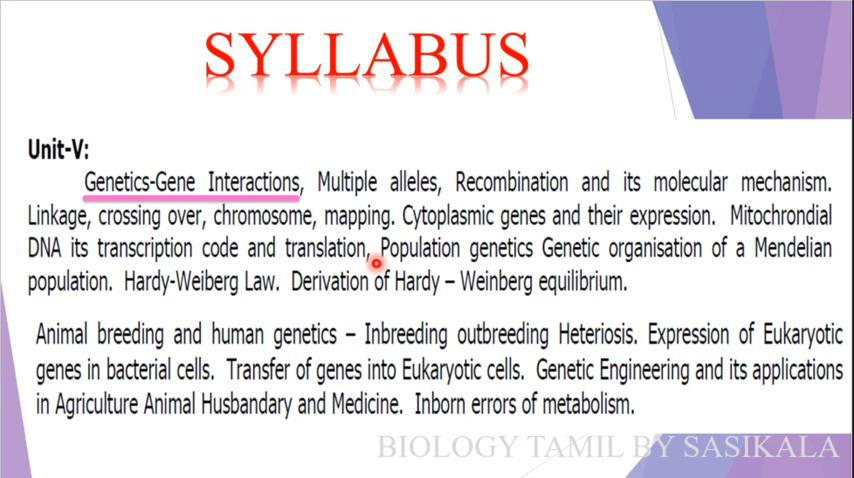 SYLLABUS
Unit-V:
Genetics-Gene Interactions, Multiple alleles, Recombination and its molecular mechanism.
Linkage, crossing over, chromosome, mapping. Cytoplasmic genes and their expression. Mitochrondial
DNA its transcription code and translation, Population genetics Genetic organisation of a Mendelian
population. Hardy-Weiberg Law. Derivation of Hardy – Weinberg equilibrium.
Animal breeding and human genetics – Inbreeding outbreeding Heteriosis. Expression of Eukaryotic
genes in bacterial cells. Transfer of genes into Eukaryotic cells. Genetic Engineering and its applications
in Agriculture Animal Husbandary and Medicine. Inborn errors of metabolism.
BIOLOGY TAMIL BY SASIKALA